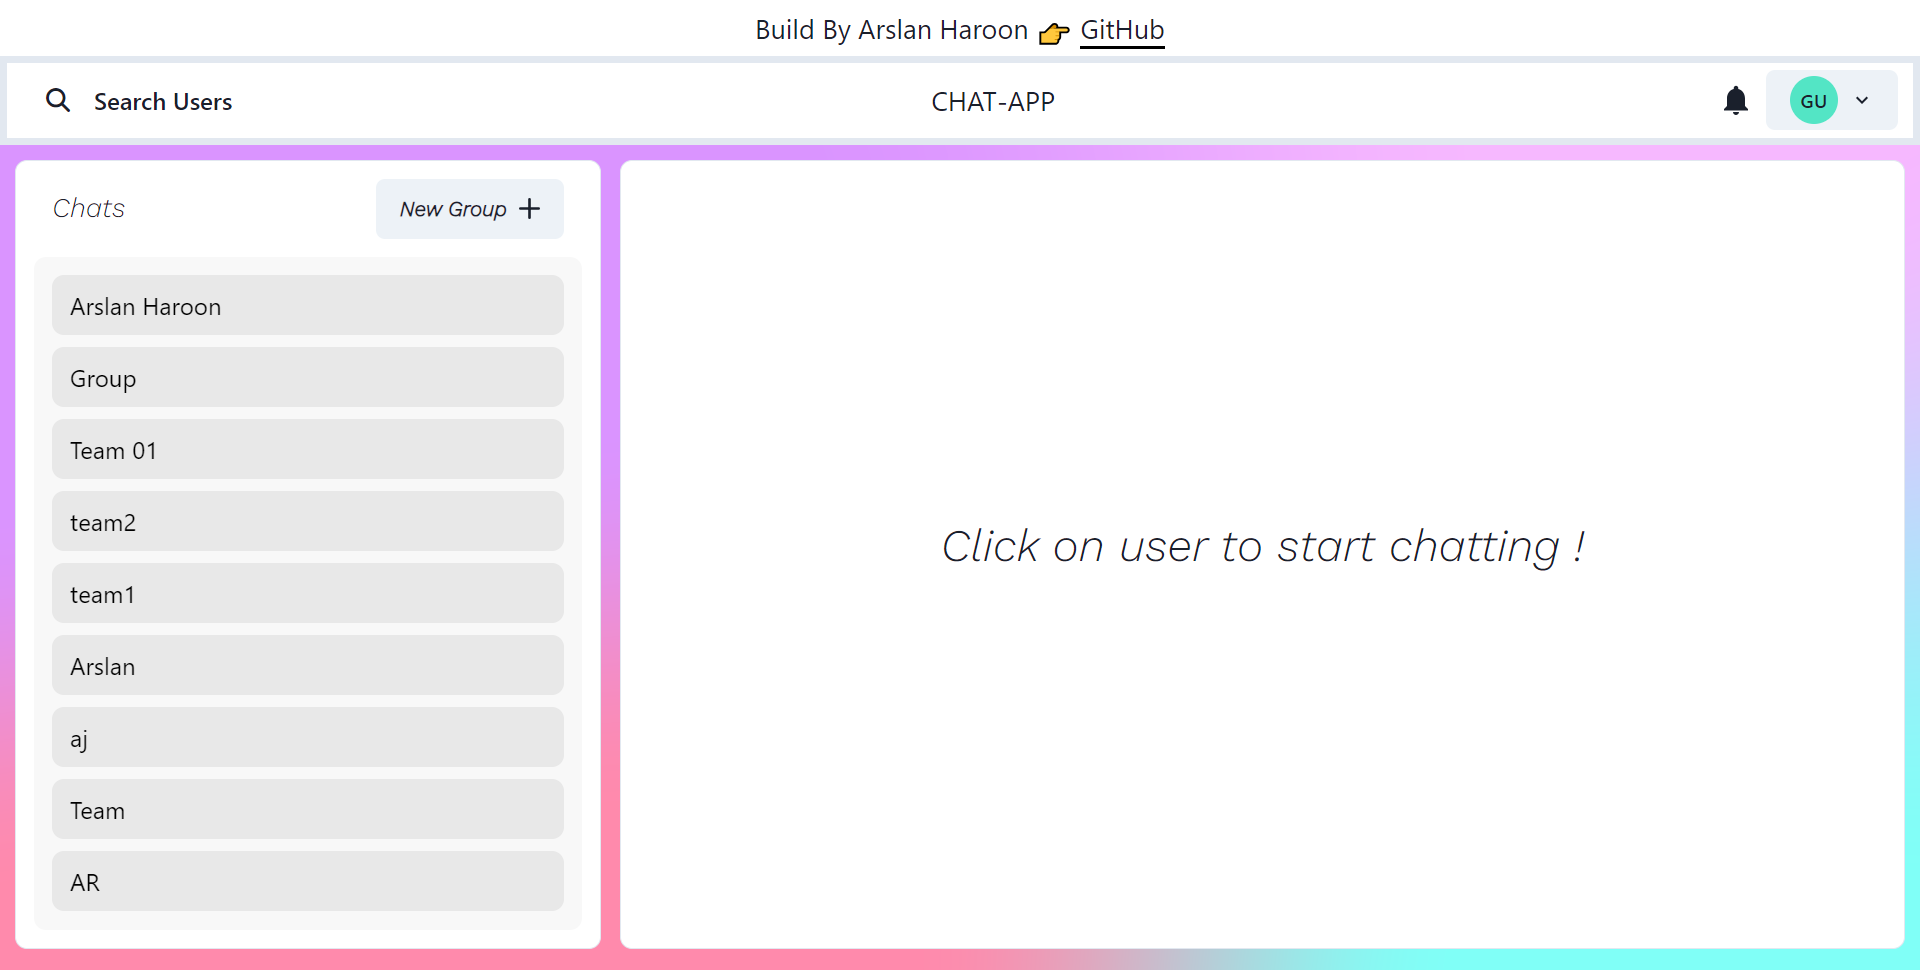 Build By Arslan Haroon 👉 GitHub
Search Users
CHAT-APP
GU
Chats
New Group
Arslan Haroon
Group
Team 01
team2
team1
Arslan
aj
Team
AR
Click on user to start chatting !